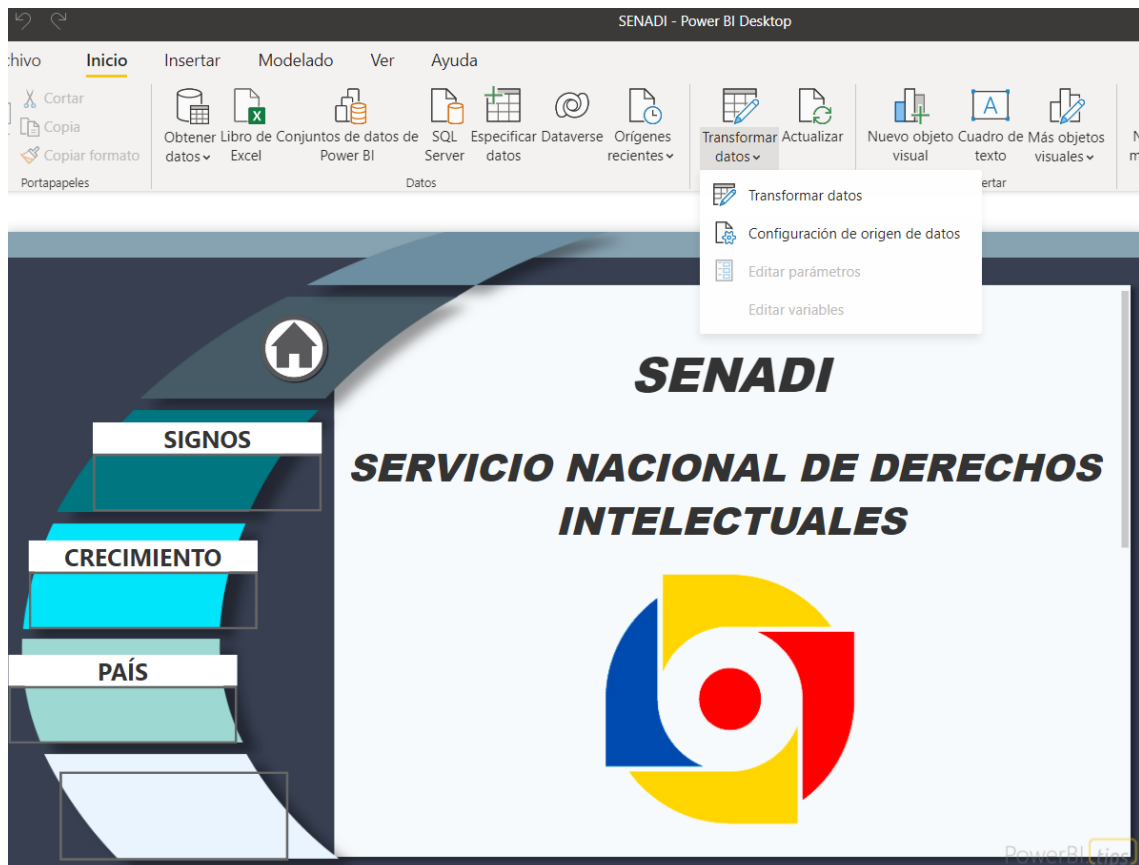 SENADI - Power BI Desktop
chivo Inicio Insertar Modelado Ver Ayuda
Cortar
Copia
Copiar formato
Portapapeles
Obtener datos
Libro de Excel
Conjuntos de datos de Power BI
SQL Server
Especificar datos
Dataverse
Orígenes recientes
Datos
Transformar datos
Actualizar
Nuevo objeto visual
Cuadro de texto
Más objetos visuales
N
m
ertar
Transformar datos
Configuración de origen de datos
Editar parámetros
Editar variables
SENADI
SERVICIO NACIONAL DE DERECHOS
INTELECTUALES
SIGNOS
CRECIMIENTO
PAÍS
PowerBI.tips